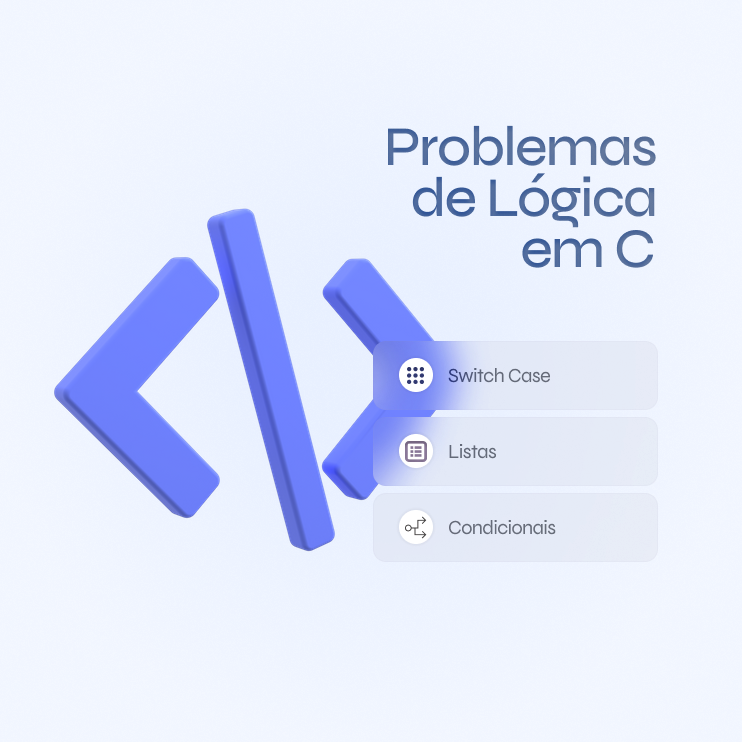 Problemas
de Lógica
em C
Switch Case
Listas
Condicionais